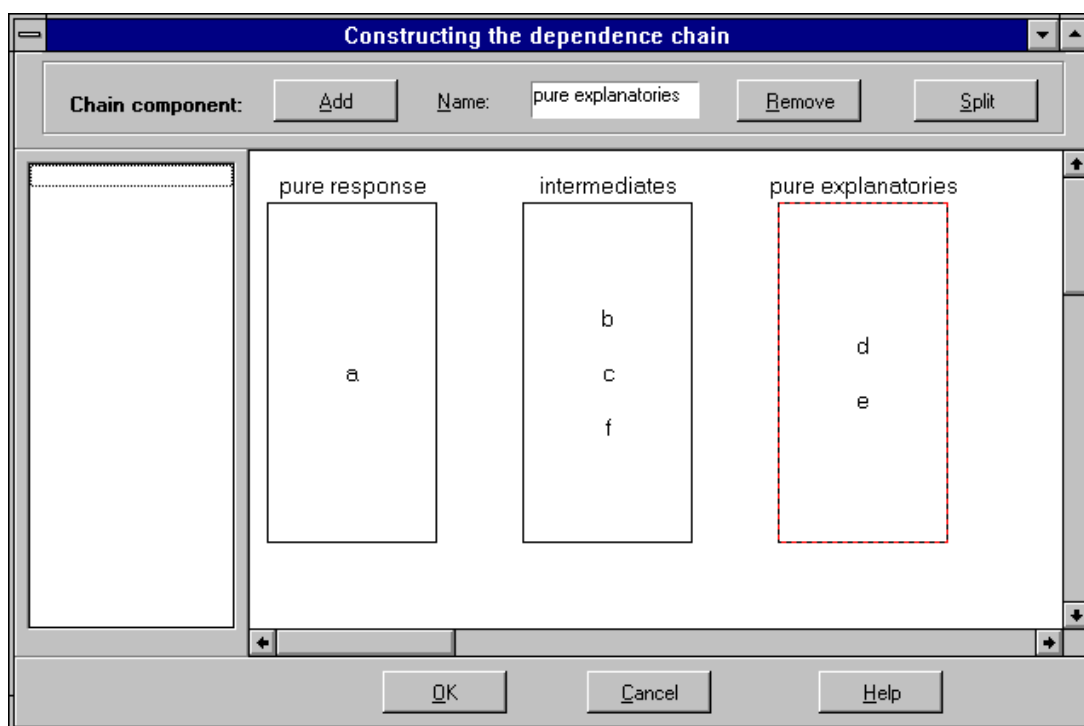 Constructing the dependence chain
Chain component: Add Name: pure explanatories Remove Split
pure response intermediates pure explanatories
b
d
a c
e
f
OK Cancel Help